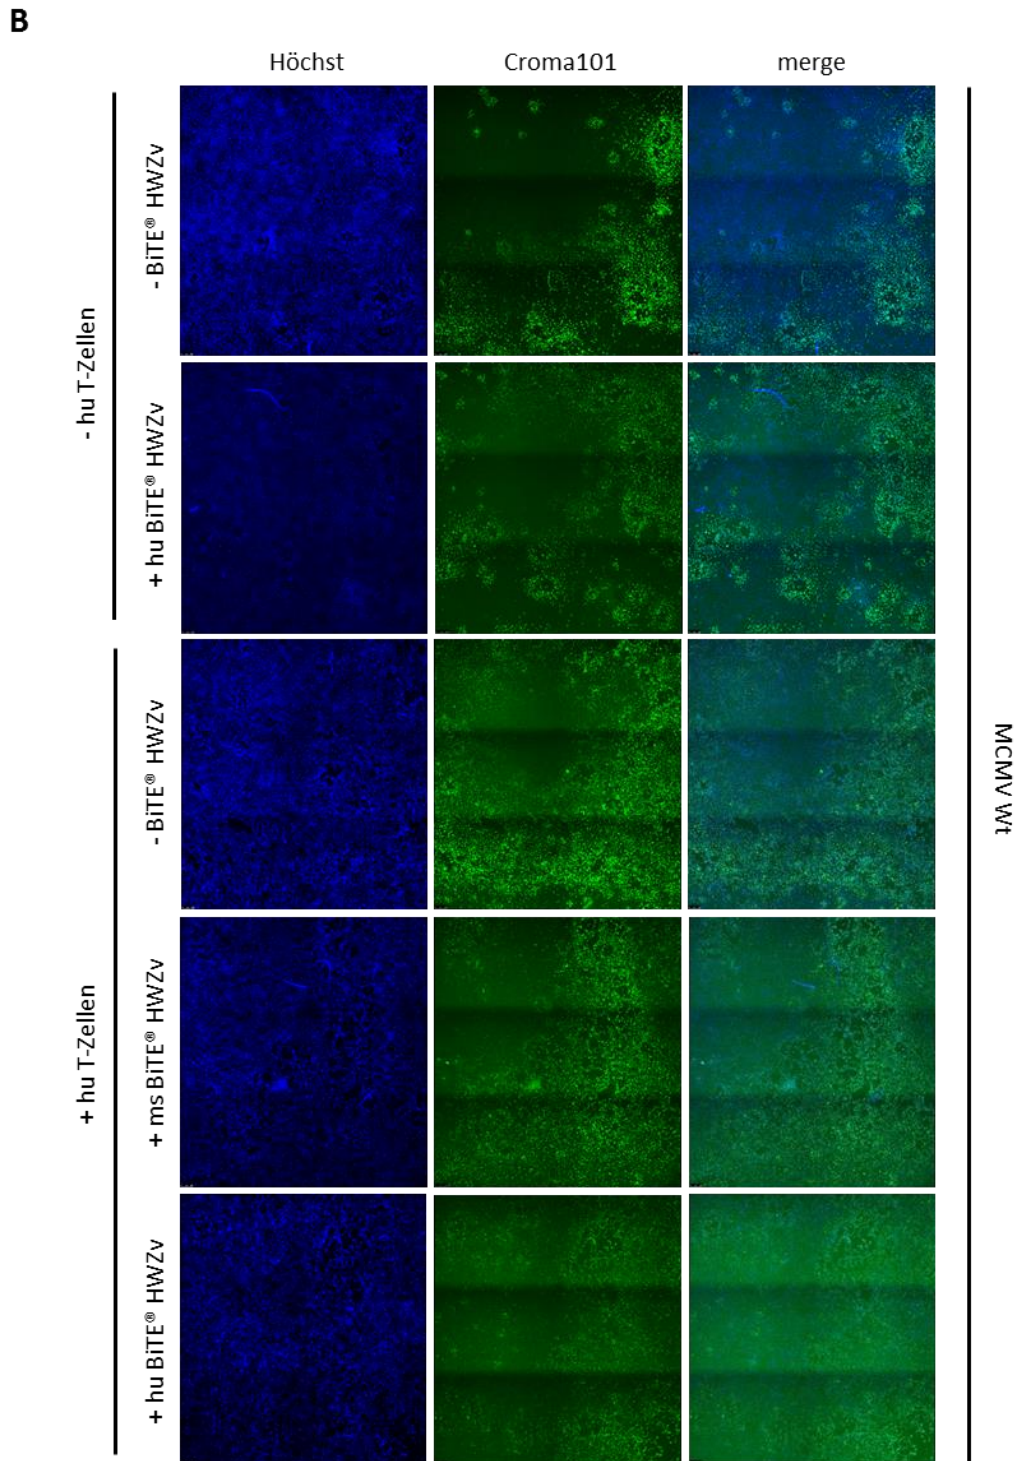 B
Höchst Croma101 merge
- hu T-Zellen
- BiTE® HWZv
+ hu BiTE® HWZv
+ hu T-Zellen
- BiTE® HWZv
+ ms BiTE® HWZv
+ hu BiTE® HWZv
MCMV Wt